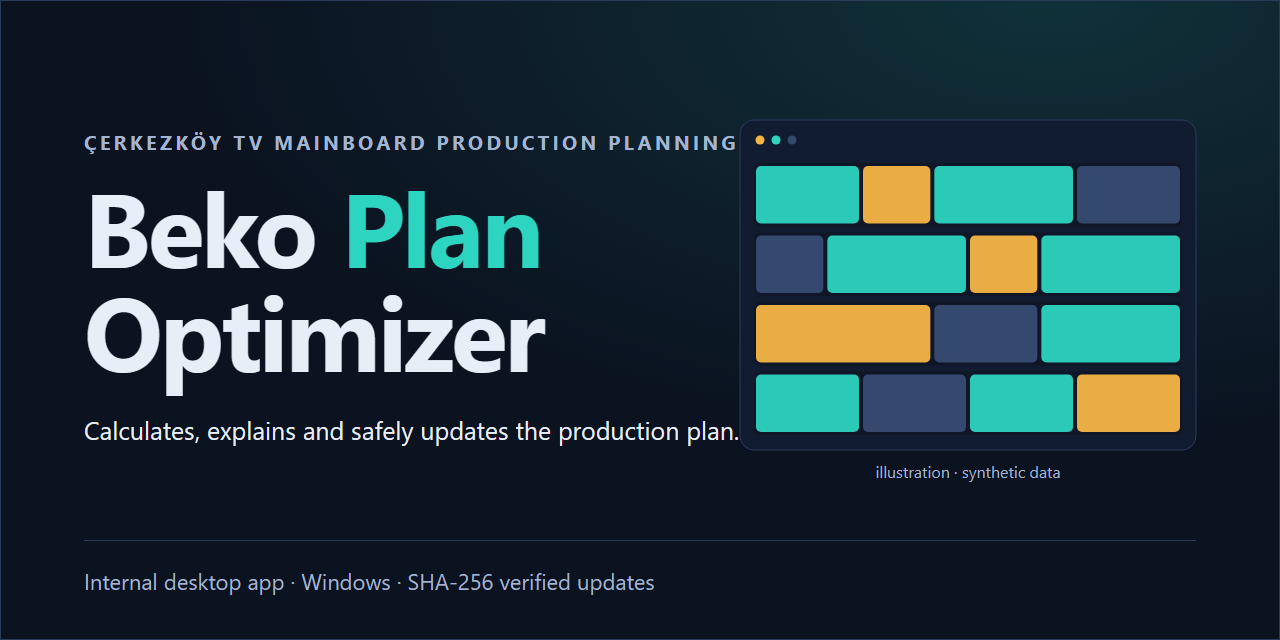 ÇERKEZKÖY TV MAINBOARD PRODUCTION PLANNING
Beko Plan
Optimizer
Calculates, explains and safely updates the production plan.
illustration · synthetic data
Internal desktop app · Windows · SHA-256 verified updates